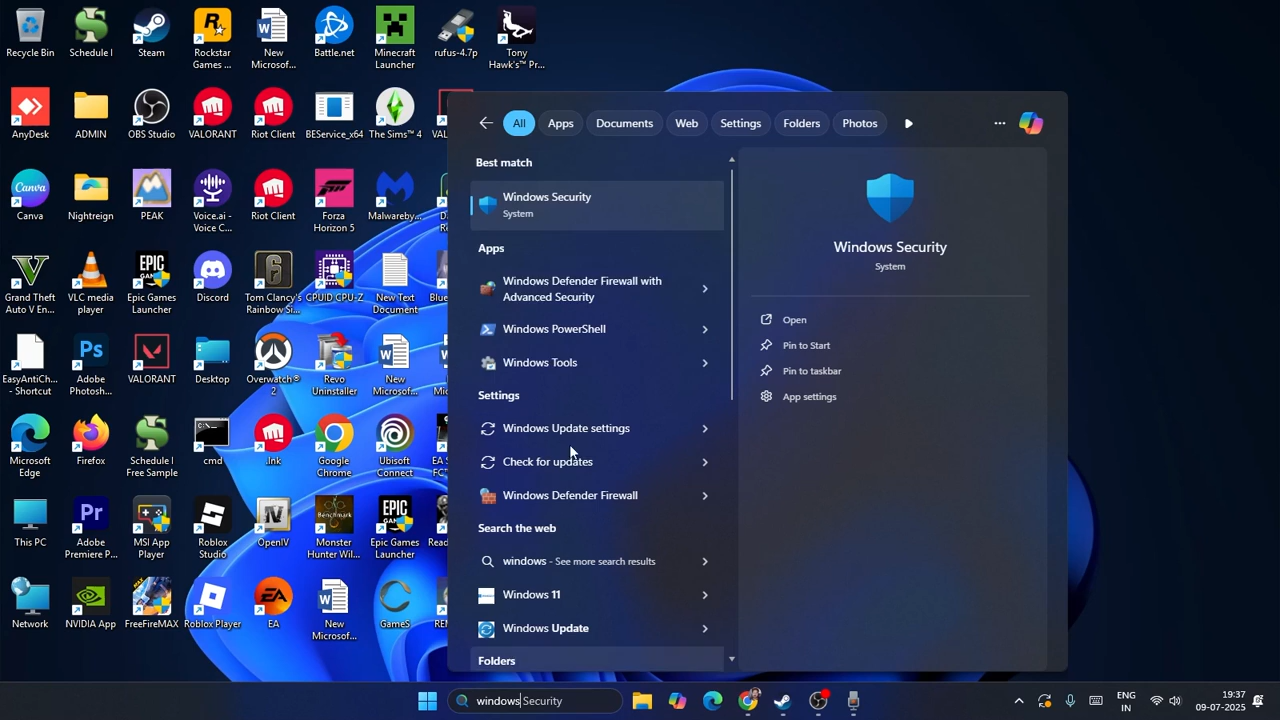 Recycle Bin
Schedule I
Steam
Rockstar
Games ...
New
Microsof...
Battle.net
Minecraft
Launcher
rufus-4.7p
Tony
Hawk's™ Pr...
AnyDesk
ADMIN
OBS Studio
VALORANT
Riot Client
BEService_x64
The Sims™ 4
VAL
Canva
Nightreign
PEAK
Voice.ai -
Voice C...
Riot Client
Forza
Horizon 5
Malwareby...
Grand Theft
Auto V En...
VLC media
player
Epic Games
Launcher
Discord
Tom Clancy's
Rainbow Si...
CPUID CPU-Z
New Text
Document
Blue
EasyAntiCh...
- Shortcut
Adobe
Photosh...
VALORANT
Desktop
Overwatch®
2
Revo
Uninstaller
New
Microsof...
Microsoft
Edge
Firefox
Schedule I
Free Sample
cmd
.lnk
Google
Chrome
Ubisoft
Connect
EA S
FC™
This PC
Adobe
Premiere P...
MSI App
Player
Roblox
Studio
OpenIV
Monster
Hunter Wil...
Epic Games
Launcher
Read
Network
NVIDIA App
FreeFireMAX
Roblox Player
EA
New
Microsof...
GameS
REM
All
Apps
Documents
Web
Settings
Folders
Photos
Best match
Windows Security
System
Apps
Windows Defender Firewall with
Advanced Security
Windows PowerShell
Windows Tools
Settings
Windows Update settings
Check for updates
Windows Defender Firewall
Search the web
windows - See more search results
Windows 11
Windows Update
Folders
Windows Security
System
Open
Pin to Start
Pin to taskbar
App settings
windows Security
ENG
IN
19:37
09-07-2025